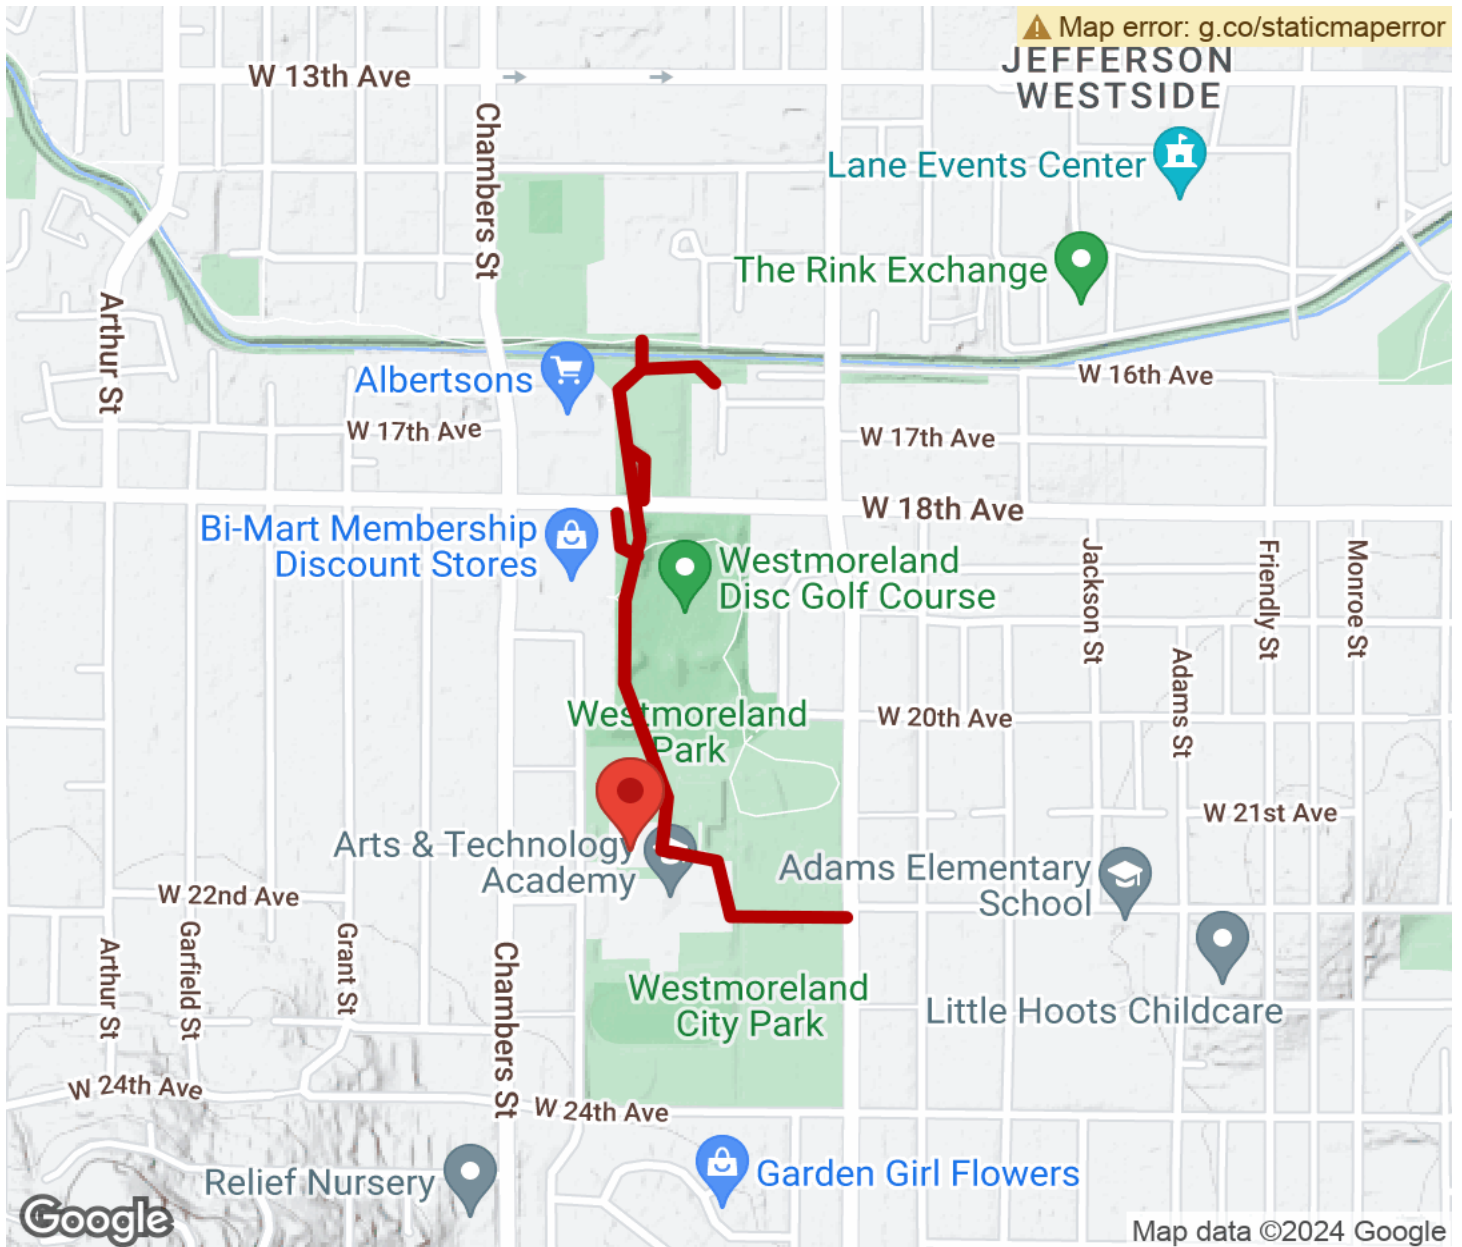 Map error: g.co/staticmaperror
JEFFERSON
WESTSIDE
W 13th Ave
Chambers St
Lane Events Center
The Rink Exchange
Arthur St
Albertsons
W 16th Ave
W 17th Ave
W 17th Ave
W 18th Ave
Bi-Mart Membership
Discount Stores
Westmoreland
Disc Golf Course
Jackson St
Friendly St
Monroe St
Adams St
Westmoreland
Park
W 20th Ave
W 21st Ave
Arts & Technology
Academy
Adams Elementary
School
W 22nd Ave
Arthur St
Garfield St
Grant St
Chambers St
Westmoreland
City Park
Little Hoots Childcare
W 24th Ave
W 24th Ave
Relief Nursery
Garden Girl Flowers
Google
Map data ©2024 Google